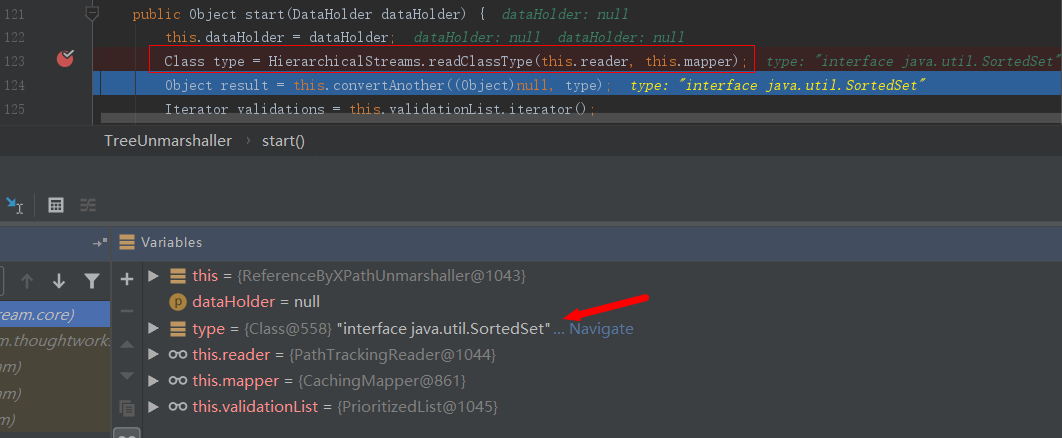 121 public Object start(DataHolder dataHolder) { dataHolder: null
122 this.dataHolder = dataHolder; dataHolder: null dataHolder: null
123 Class type = HierarchicalStreams.readClassType(this.reader, this.mapper); type: "interface java.util.SortedSet"
124 Object result = this.convertAnother((Object)null, type); type: "interface java.util.SortedSet"
125 Iterator validations = this.validationList.iterator();
TreeUnmarshaller › start()
Variables
this = {ReferenceByXPathUnmarshaller@1043}
p dataHolder = null
ream.core)
type = {Class@558} "interface java.util.SortedSet"... Navigate
m.thoughtwork
this.reader = {PathTrackingReader@1044}
am)
this.mapper = {CachingMapper@861}
am)
this.validationList = {PrioritizedList@1045}
m)